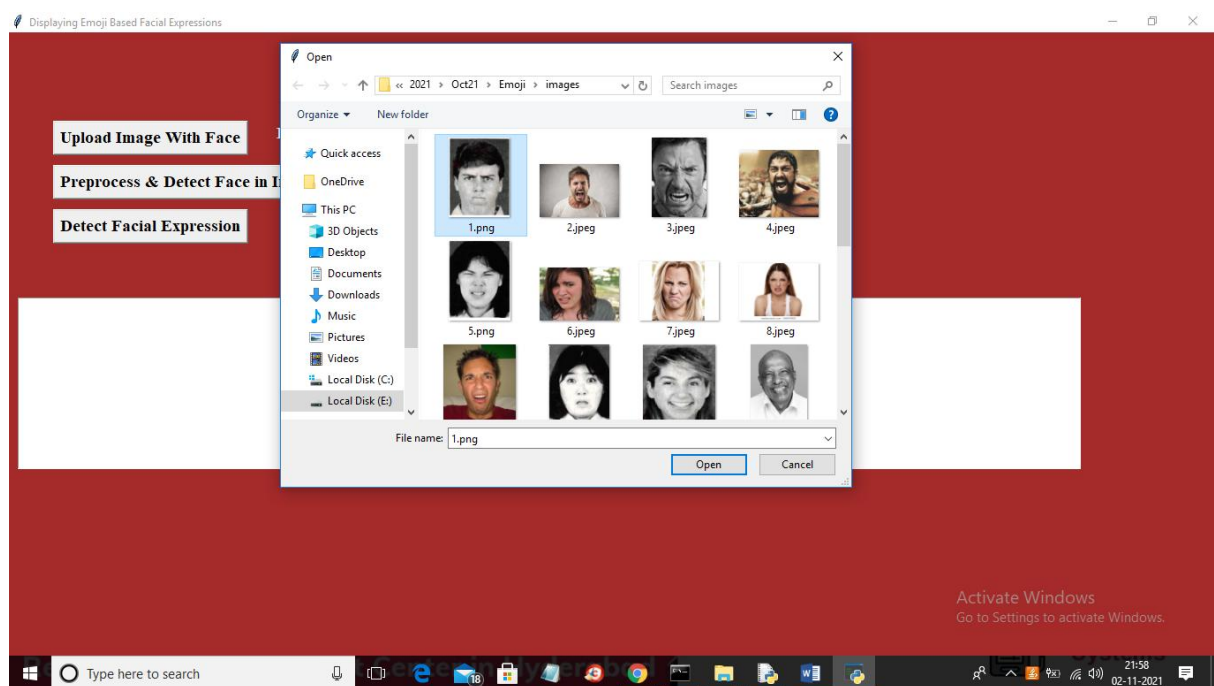 Displaying Emoji Based Facial Expressions
Open
« 2021 > Oct21 > Emoji > images
Search images
Organize
New folder
Upload Image With Face
Preprocess & Detect Face in I
Detect Facial Expression
Quick access
OneDrive
This PC
3D Objects
Desktop
Documents
Downloads
Music
Pictures
Videos
Local Disk (C:)
Local Disk (E:)
1.png
2.jpeg
3.jpeg
4.jpeg
5.png
6.jpeg
7.jpeg
8.jpeg
File name: 1.png
Open
Cancel
Activate Windows
Go to Settings to activate Windows.
Type here to search
18
21:58
02-11-2021